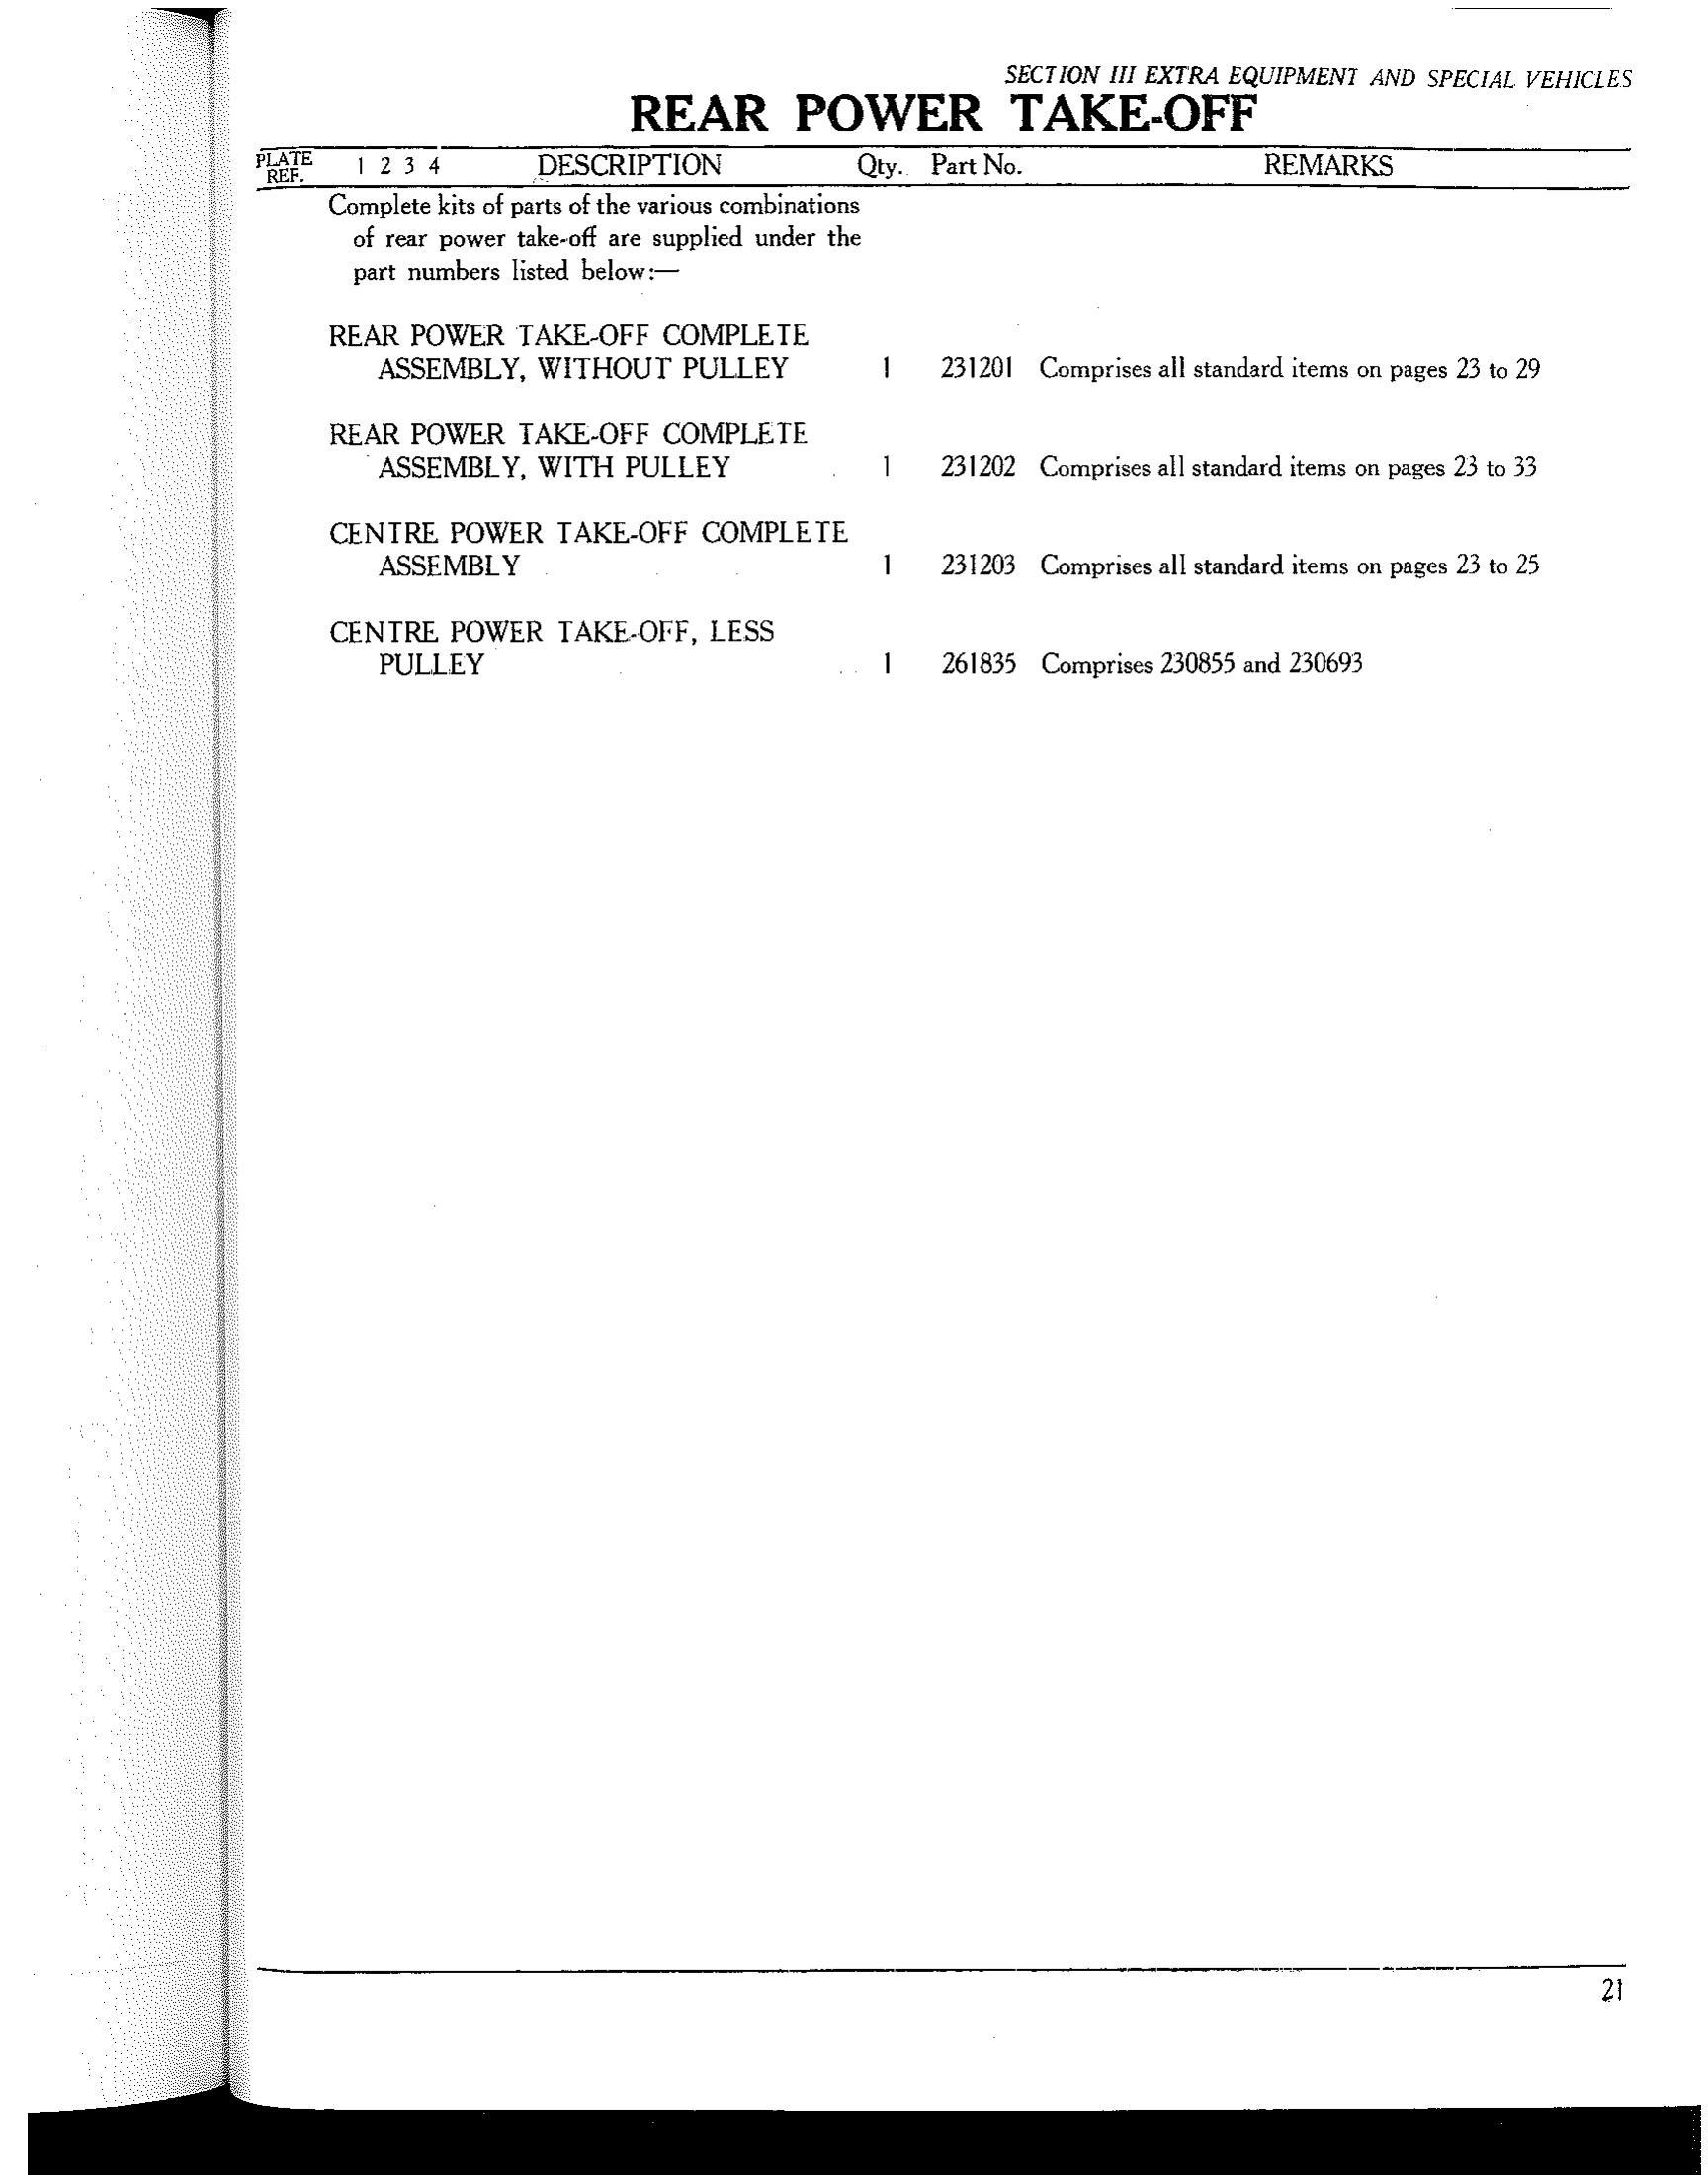 SECTION III EXTRA EQUIPMENT AND SPECIAL VEHICLES
REAR POWER TAKE-OFF
PLATE REF. 1 2 3 4 DESCRIPTION Qty. Part No. REMARKS
Complete kits of parts of the various combinations
of rear power take-off are supplied under the
part numbers listed below:—
REAR POWER TAKE-OFF COMPLETE
ASSEMBLY, WITHOUT PULLEY 1 231201 Comprises all standard items on pages 23 to 29
REAR POWER TAKE-OFF COMPLETE
ASSEMBLY, WITH PULLEY 1 231202 Comprises all standard items on pages 23 to 33
CENTRE POWER TAKE-OFF COMPLETE
ASSEMBLY 1 231203 Comprises all standard items on pages 23 to 25
CENTRE POWER TAKE-OFF, LESS
PULLEY 1 261835 Comprises 230855 and 230693
21